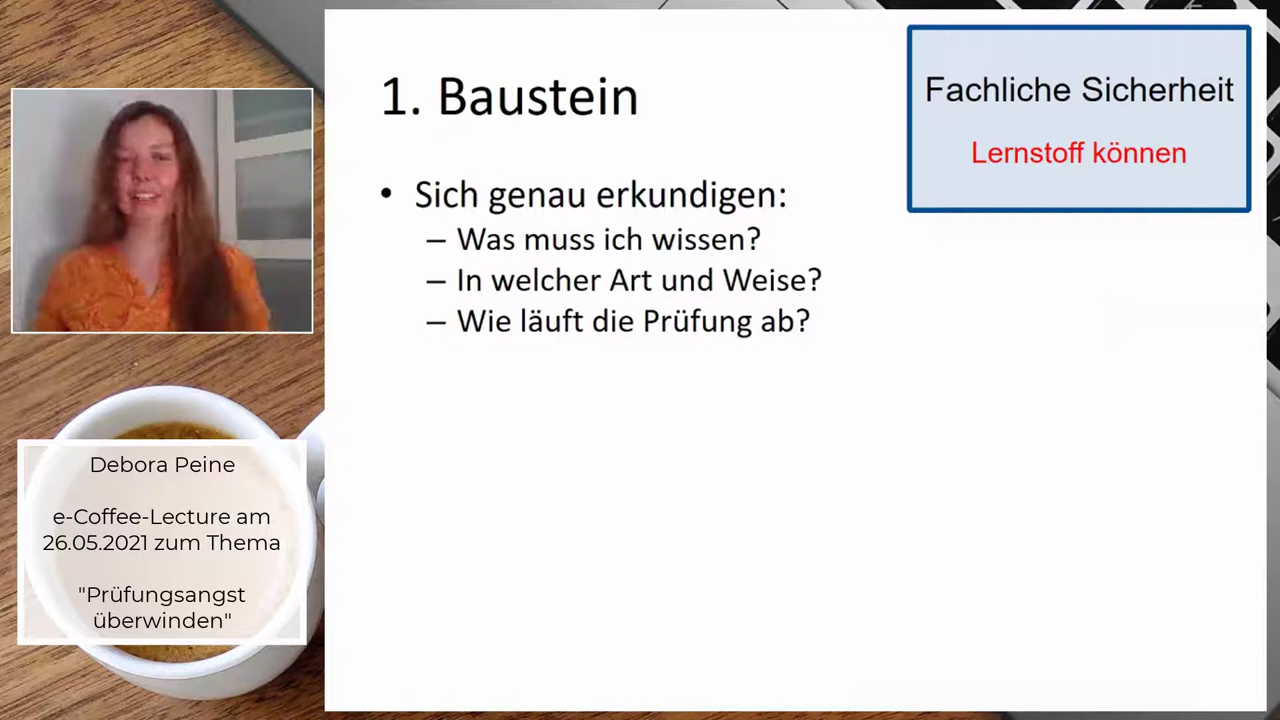 1. Baustein
Fachliche Sicherheit
Lernstoff können
• Sich genau erkundigen:
– Was muss ich wissen?
– In welcher Art und Weise?
– Wie läuft die Prüfung ab?
Debora Peine
e-Coffee-Lecture am
26.05.2021 zum Thema
"Prüfungsangst
überwinden"